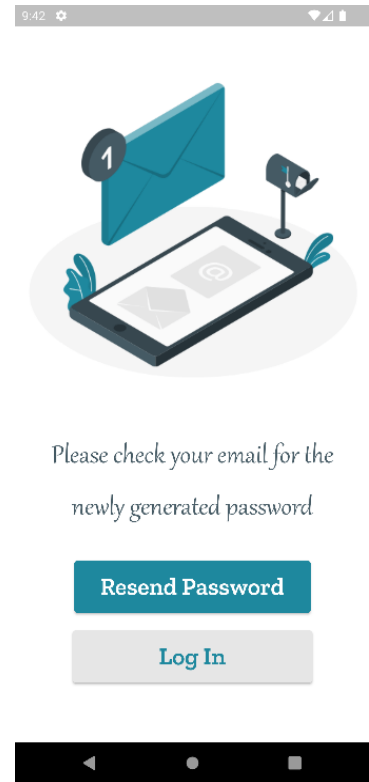 9:42
1
@
Please check your email for the
newly generated password
Resend Password
Log In